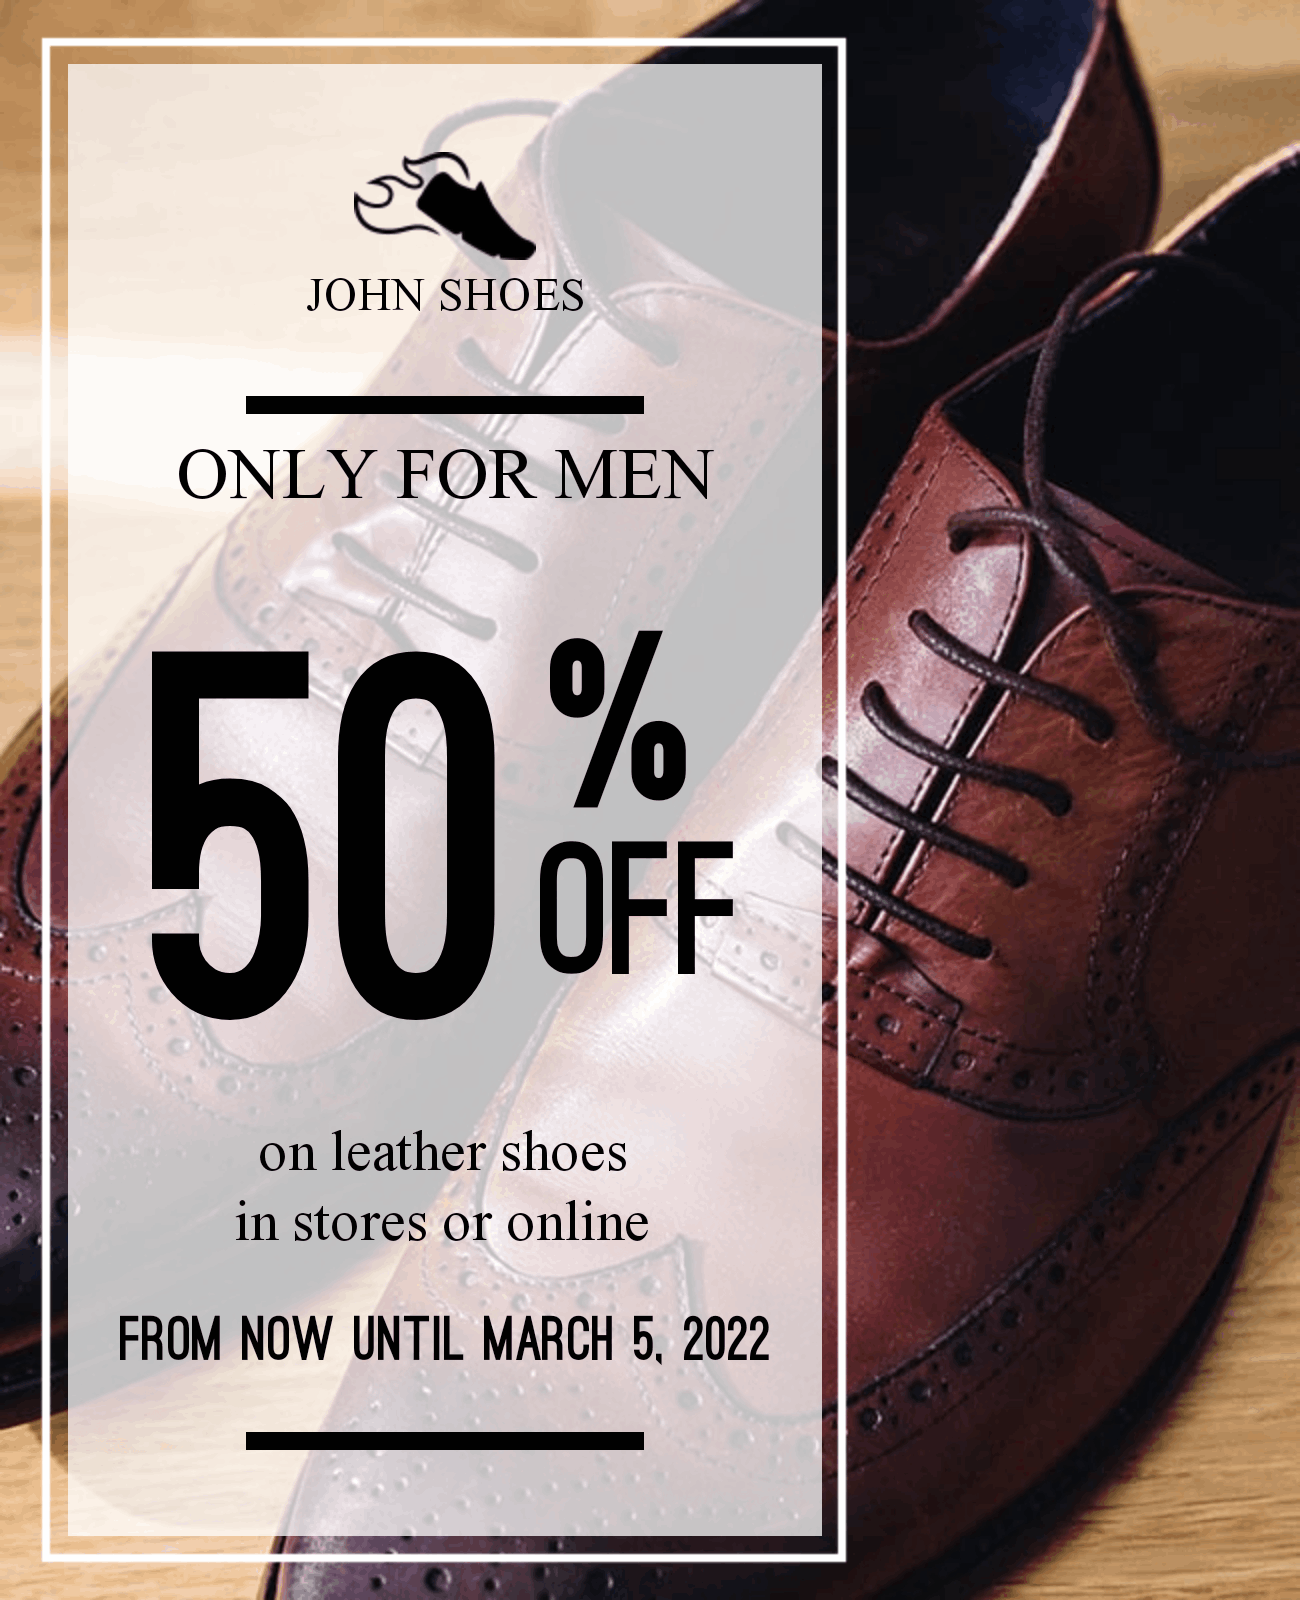 JOHN SHOES
ONLY FOR MEN
50%
OFF
on leather shoes
in stores or online
FROM NOW UNTIL MARCH 5, 2022